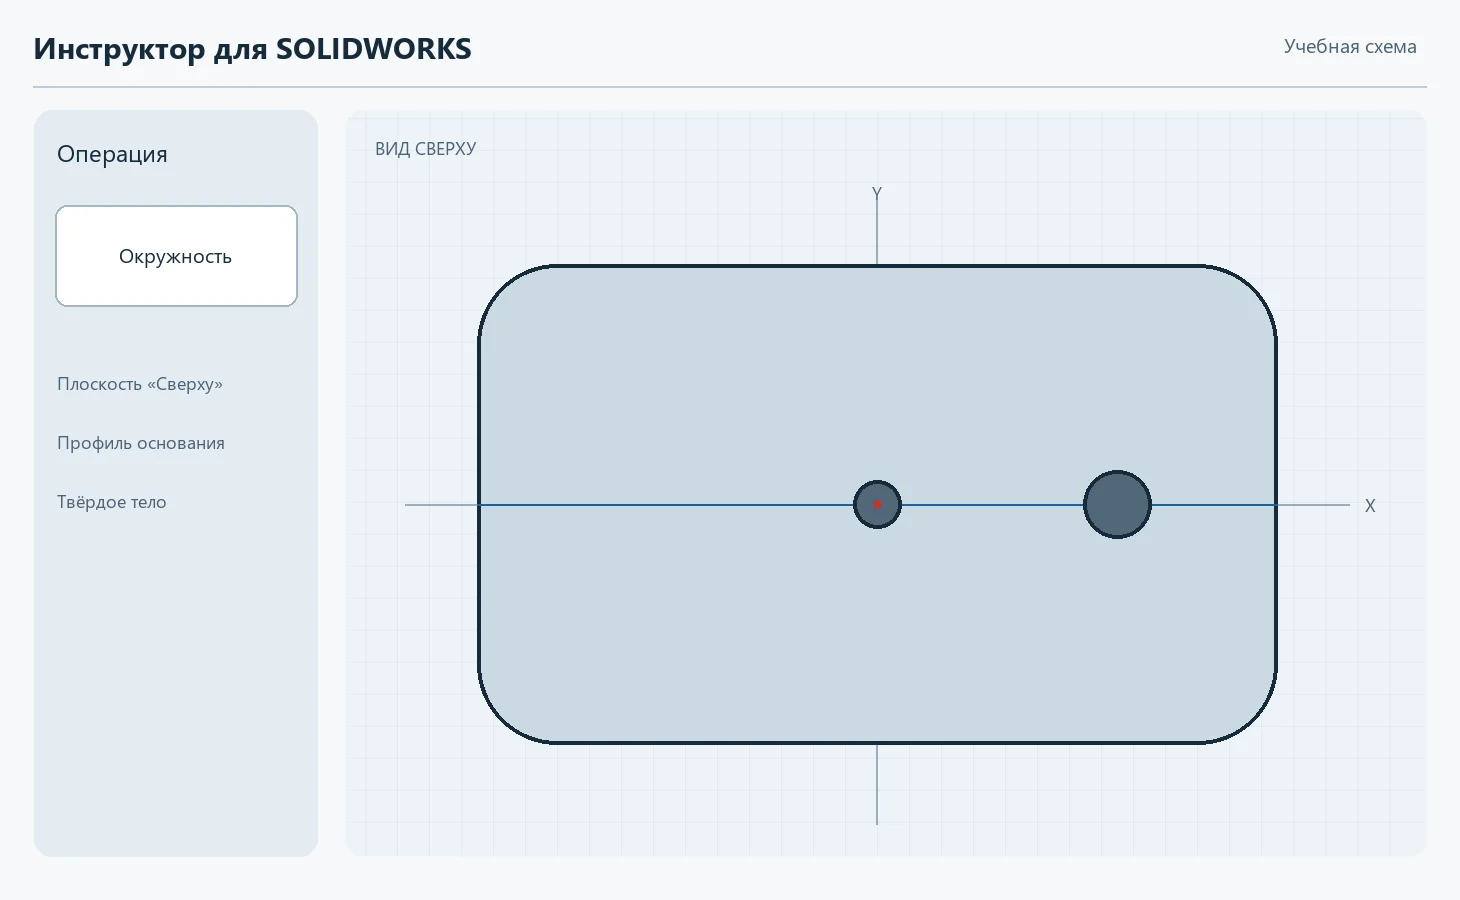 Инструктор для SOLIDWORKS
Учебная схема
Операция
Окружность
Плоскость «Сверху»
Профиль основания
Твёрдое тело
ВИД СВЕРХУ
Y
X